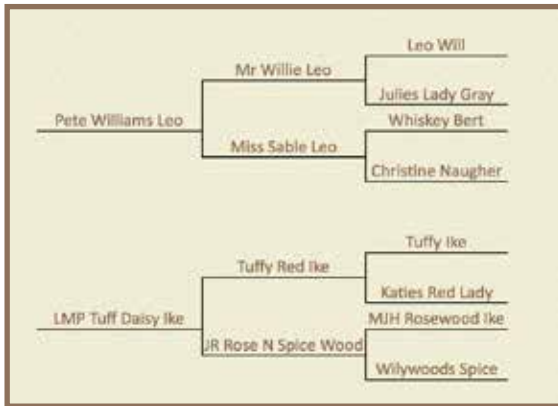 Leo Will
Mr Willie Leo
Julies Lady Gray
Pete Williams Leo
Whiskey Bert
Miss Sable Leo
Christine Naugher
Tuffy Ike
Tuffy Red Ike
Katies Red Lady
LMP Tuff Daisy Ike
MJH Rosewood Ike
JR Rose N Spice Wood
Wilywoods Spice